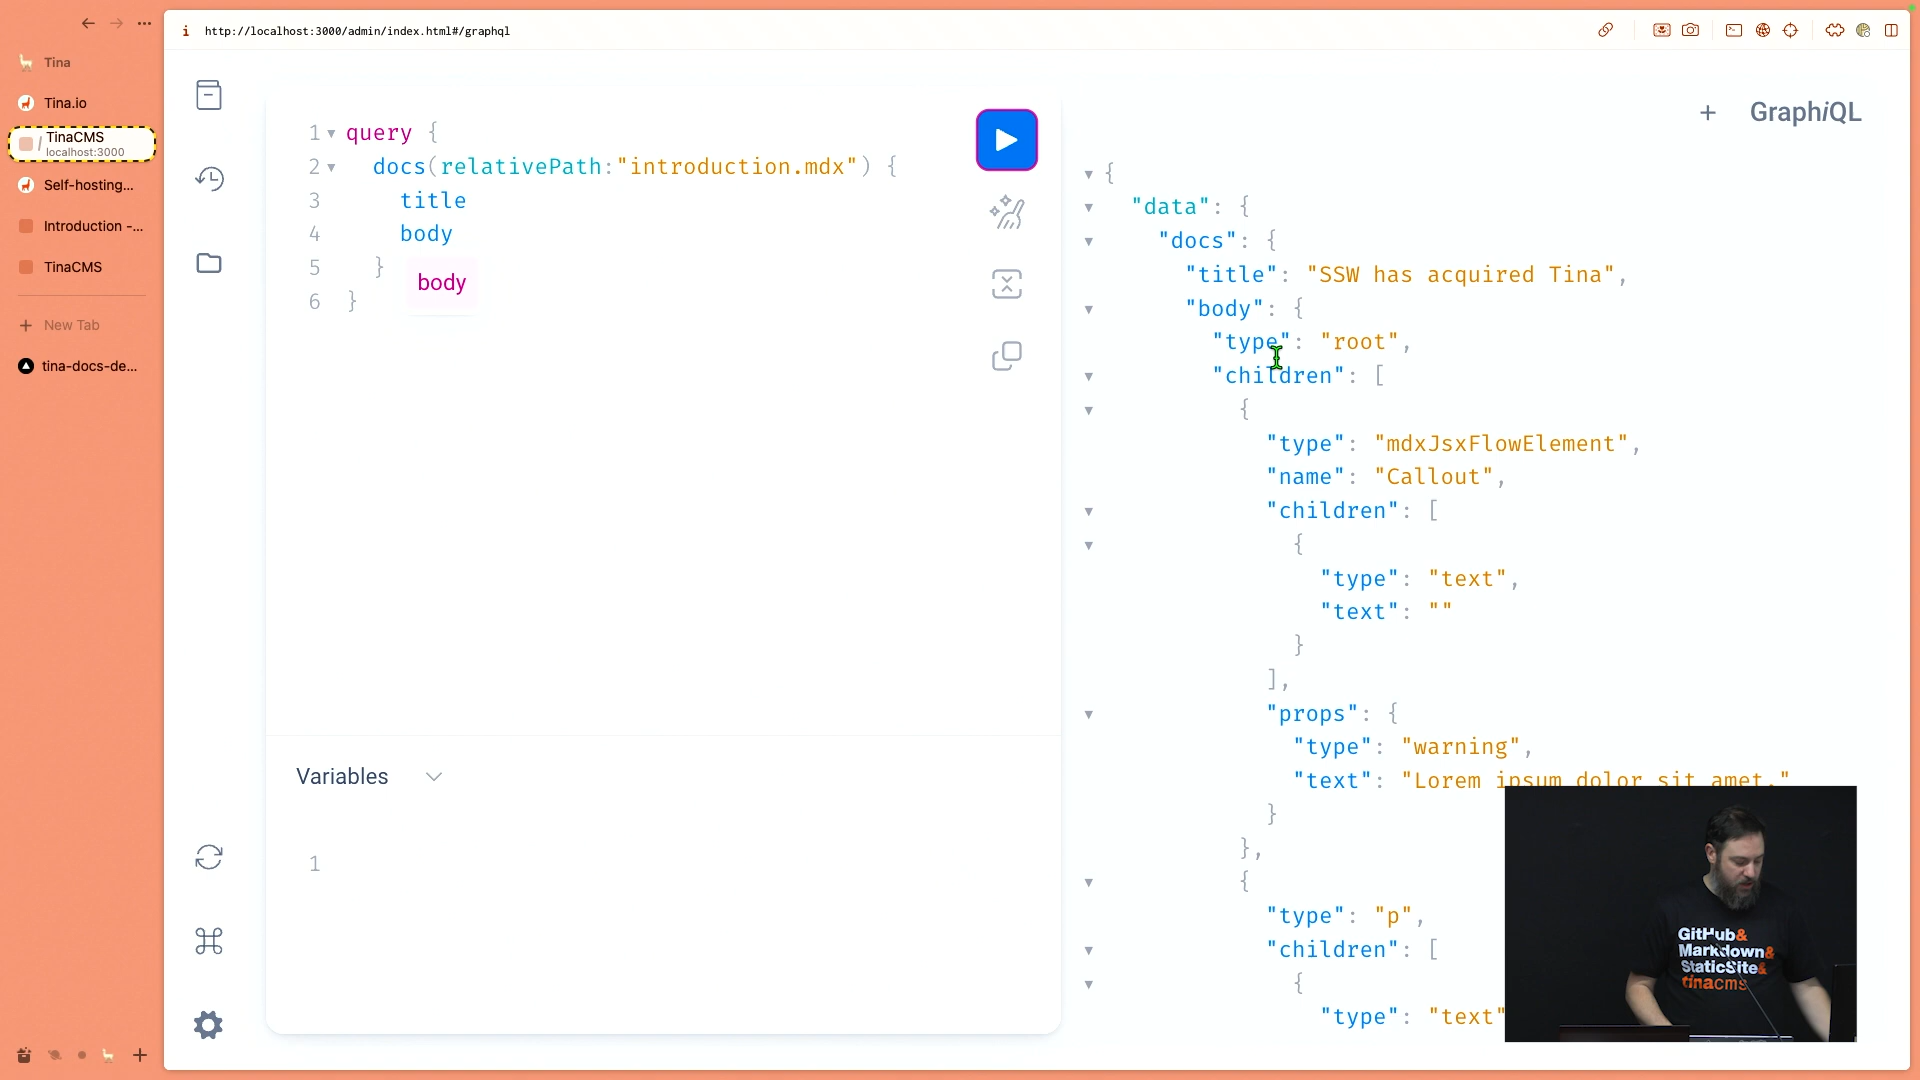 http://localhost:3000/admin/index.html#/graphql
Tina
Tina.io
/ TinaCMS
localhost:3000
Self-hosting...
Introduction -...
TinaCMS
+ New Tab
tina-docs-de...
1 query {
2 docs(relativePath:"introduction.mdx") {
3 title
4 body
5 }
body
6 }
Variables
1
+ GraphiQL
{
"data": {
"docs": {
"title": "SSW has acquired Tina",
"body": {
"type": "root",
"children": [
{
"type": "mdxJsxFlowElement",
"name": "Callout",
"children": [
{
"type": "text",
"text": ""
}
],
"props": {
"type": "warning",
"text": "Lorem ipsum dolor sit amet."
}
},
{
"type": "p",
"children": [
{
"type": "text"
GitHub&
Markdown&
StaticSite&
tinacms